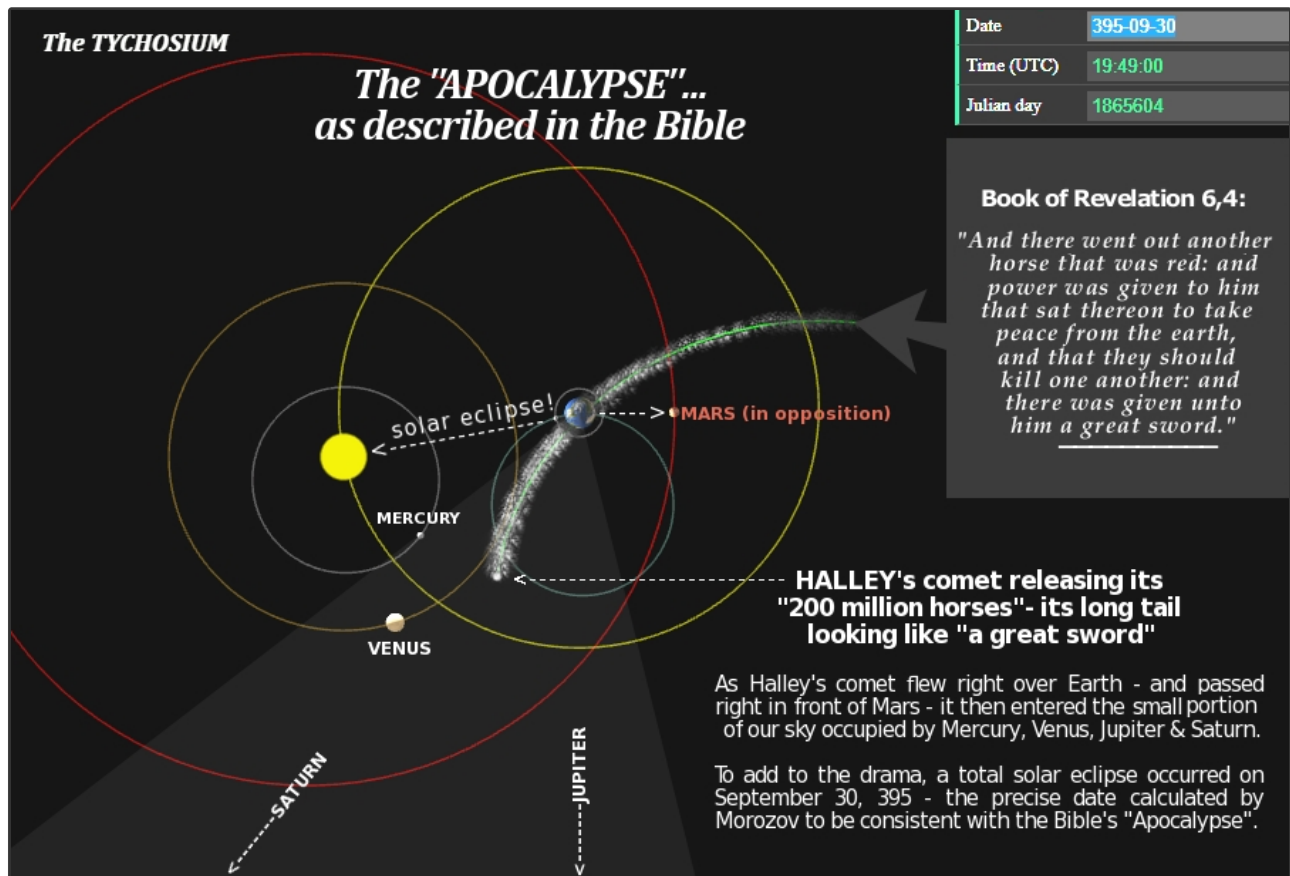 The TYCHOSIUM
The "APOCALYPSE"...
as described in the Bible
Date 395-09-30
Time (UTC) 19:49:00
Julian day 1865604
Book of Revelation 6,4:
"And there went out another
horse that was red: and
power was given to him
that sat thereon to take
peace from the earth,
and that they should
kill one another: and
there was given unto
him a great sword."
solar eclipse!
MARS (in opposition)
MERCURY
VENUS
SATURN
JUPITER
HALLEY's comet releasing its
"200 million horses"- its long tail
looking like "a great sword"
As Halley's comet flew right over Earth - and passed
right in front of Mars - it then entered the small portion
of our sky occupied by Mercury, Venus, Jupiter & Saturn.
To add to the drama, a total solar eclipse occurred on
September 30, 395 - the precise date calculated by
Morozov to be consistent with the Bible's "Apocalypse".